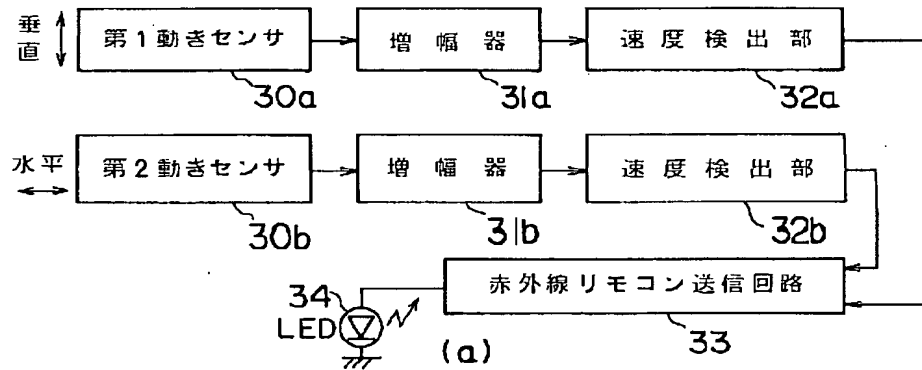 垂直
第1動きセンサ
増幅器
速度検出部
30a
31a
32a
水平
第2動きセンサ
増幅器
速度検出部
30b
31b
32b
赤外線リモコン送信回路
34
LED
33
(a)